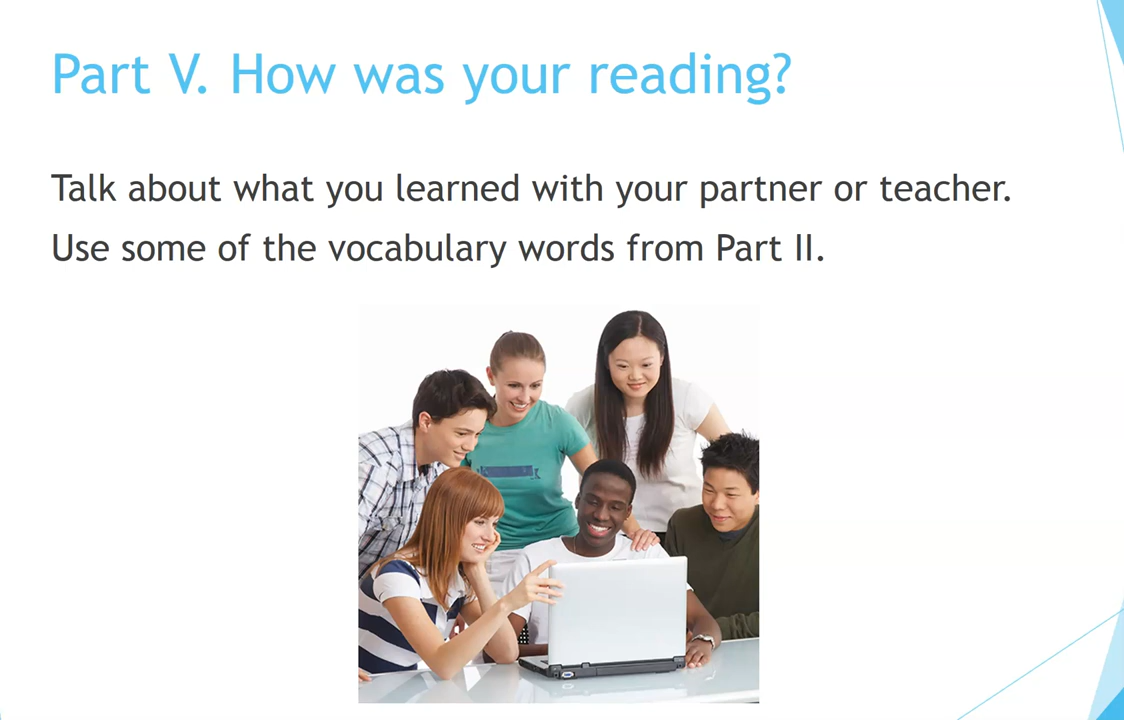 Part V. How was your reading?
Talk about what you learned with your partner or teacher.
Use some of the vocabulary words from Part II.